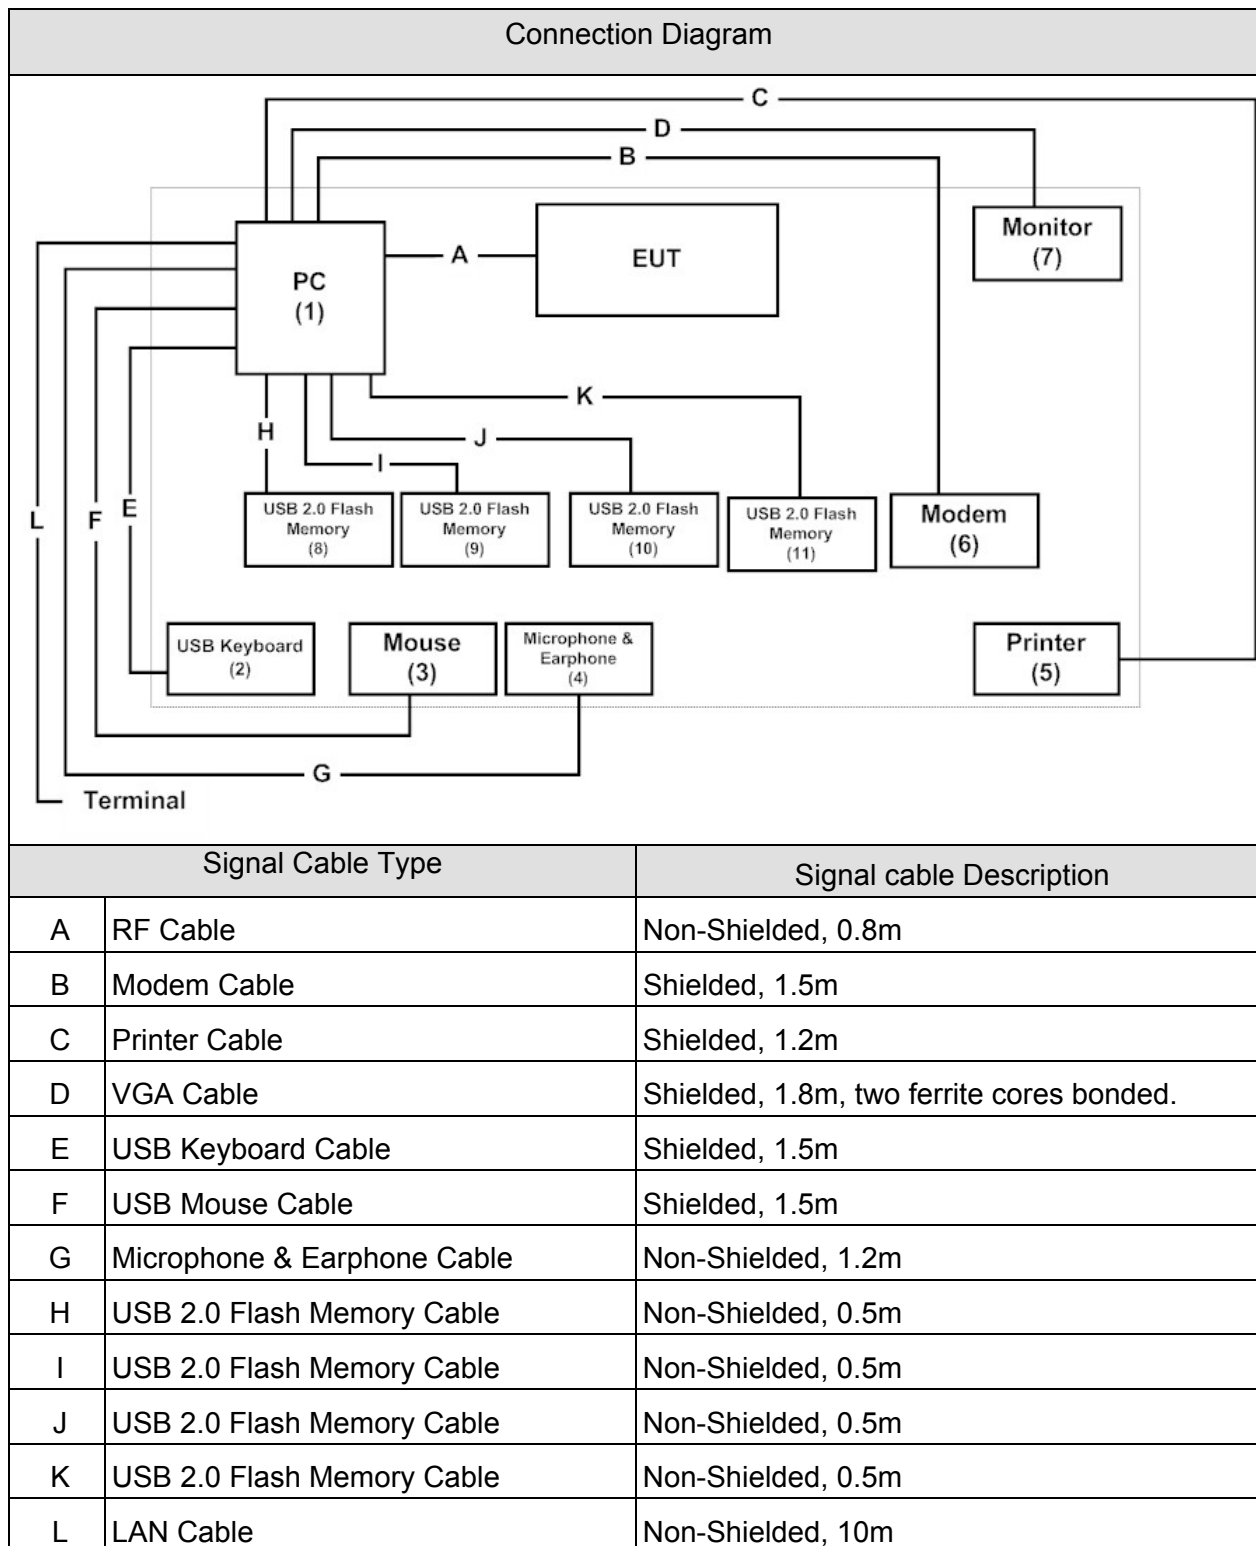 Connection Diagram
C
D
B
A
EUT
PC
(1)
Monitor
(7)
K
H
J
I
L
F
E
USB 2.0 Flash
Memory
(8)
USB 2.0 Flash
Memory
(9)
USB 2.0 Flash
Memory
(10)
USB 2.0 Flash
Memory
(11)
Modem
(6)
USB Keyboard
(2)
Mouse
(3)
Microphone &
Earphone
(4)
Printer
(5)
G
Terminal
Signal Cable Type Signal cable Description
A RF Cable Non-Shielded, 0.8m
B Modem Cable Shielded, 1.5m
C Printer Cable Shielded, 1.2m
D VGA Cable Shielded, 1.8m, two ferrite cores bonded.
E USB Keyboard Cable Shielded, 1.5m
F USB Mouse Cable Shielded, 1.5m
G Microphone & Earphone Cable Non-Shielded, 1.2m
H USB 2.0 Flash Memory Cable Non-Shielded, 0.5m
I USB 2.0 Flash Memory Cable Non-Shielded, 0.5m
J USB 2.0 Flash Memory Cable Non-Shielded, 0.5m
K USB 2.0 Flash Memory Cable Non-Shielded, 0.5m
L LAN Cable Non-Shielded, 10m